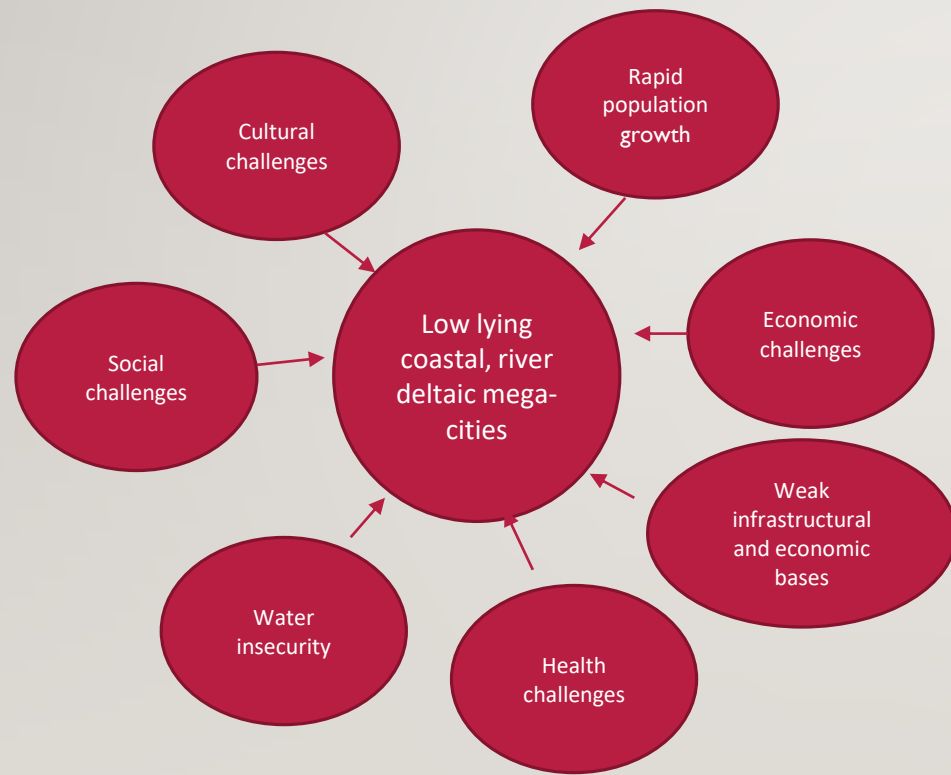 Cultural
challenges
Rapid
population
growth
Social
challenges
Low lying
coastal, river
deltaic mega-
cities
Economic
challenges
Weak
infrastructural
and economic
bases
Water
insecurity
Health
challenges